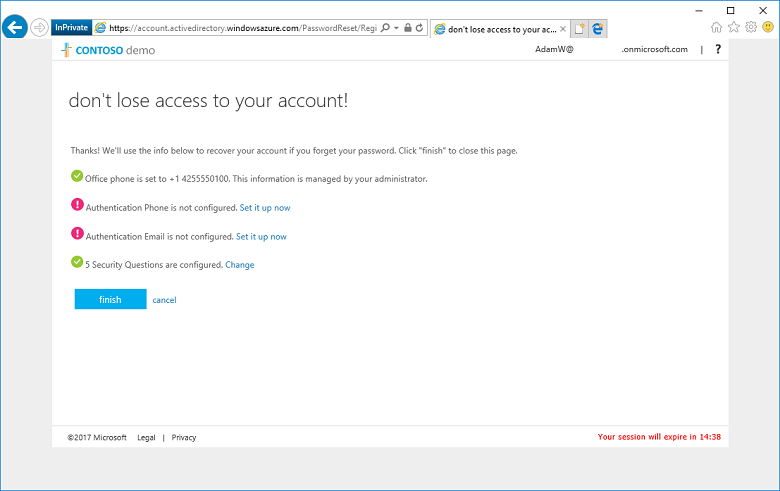 InPrivate https://account.activedirectory.windowsazure.com/PasswordReset/Regi don't lose access to your ac...
CONTOSO demo AdamW@ .onmicrosoft.com | ?
don't lose access to your account!
Thanks! We'll use the info below to recover your account if you forget your password. Click "finish" to close this page.
Office phone is set to +1 4255550100. This information is managed by your administrator.
! Authentication Phone is not configured. Set it up now
! Authentication Email is not configured. Set it up now
5 Security Questions are configured. Change
finish cancel
©2017 Microsoft Legal | Privacy Your session will expire in 14:38